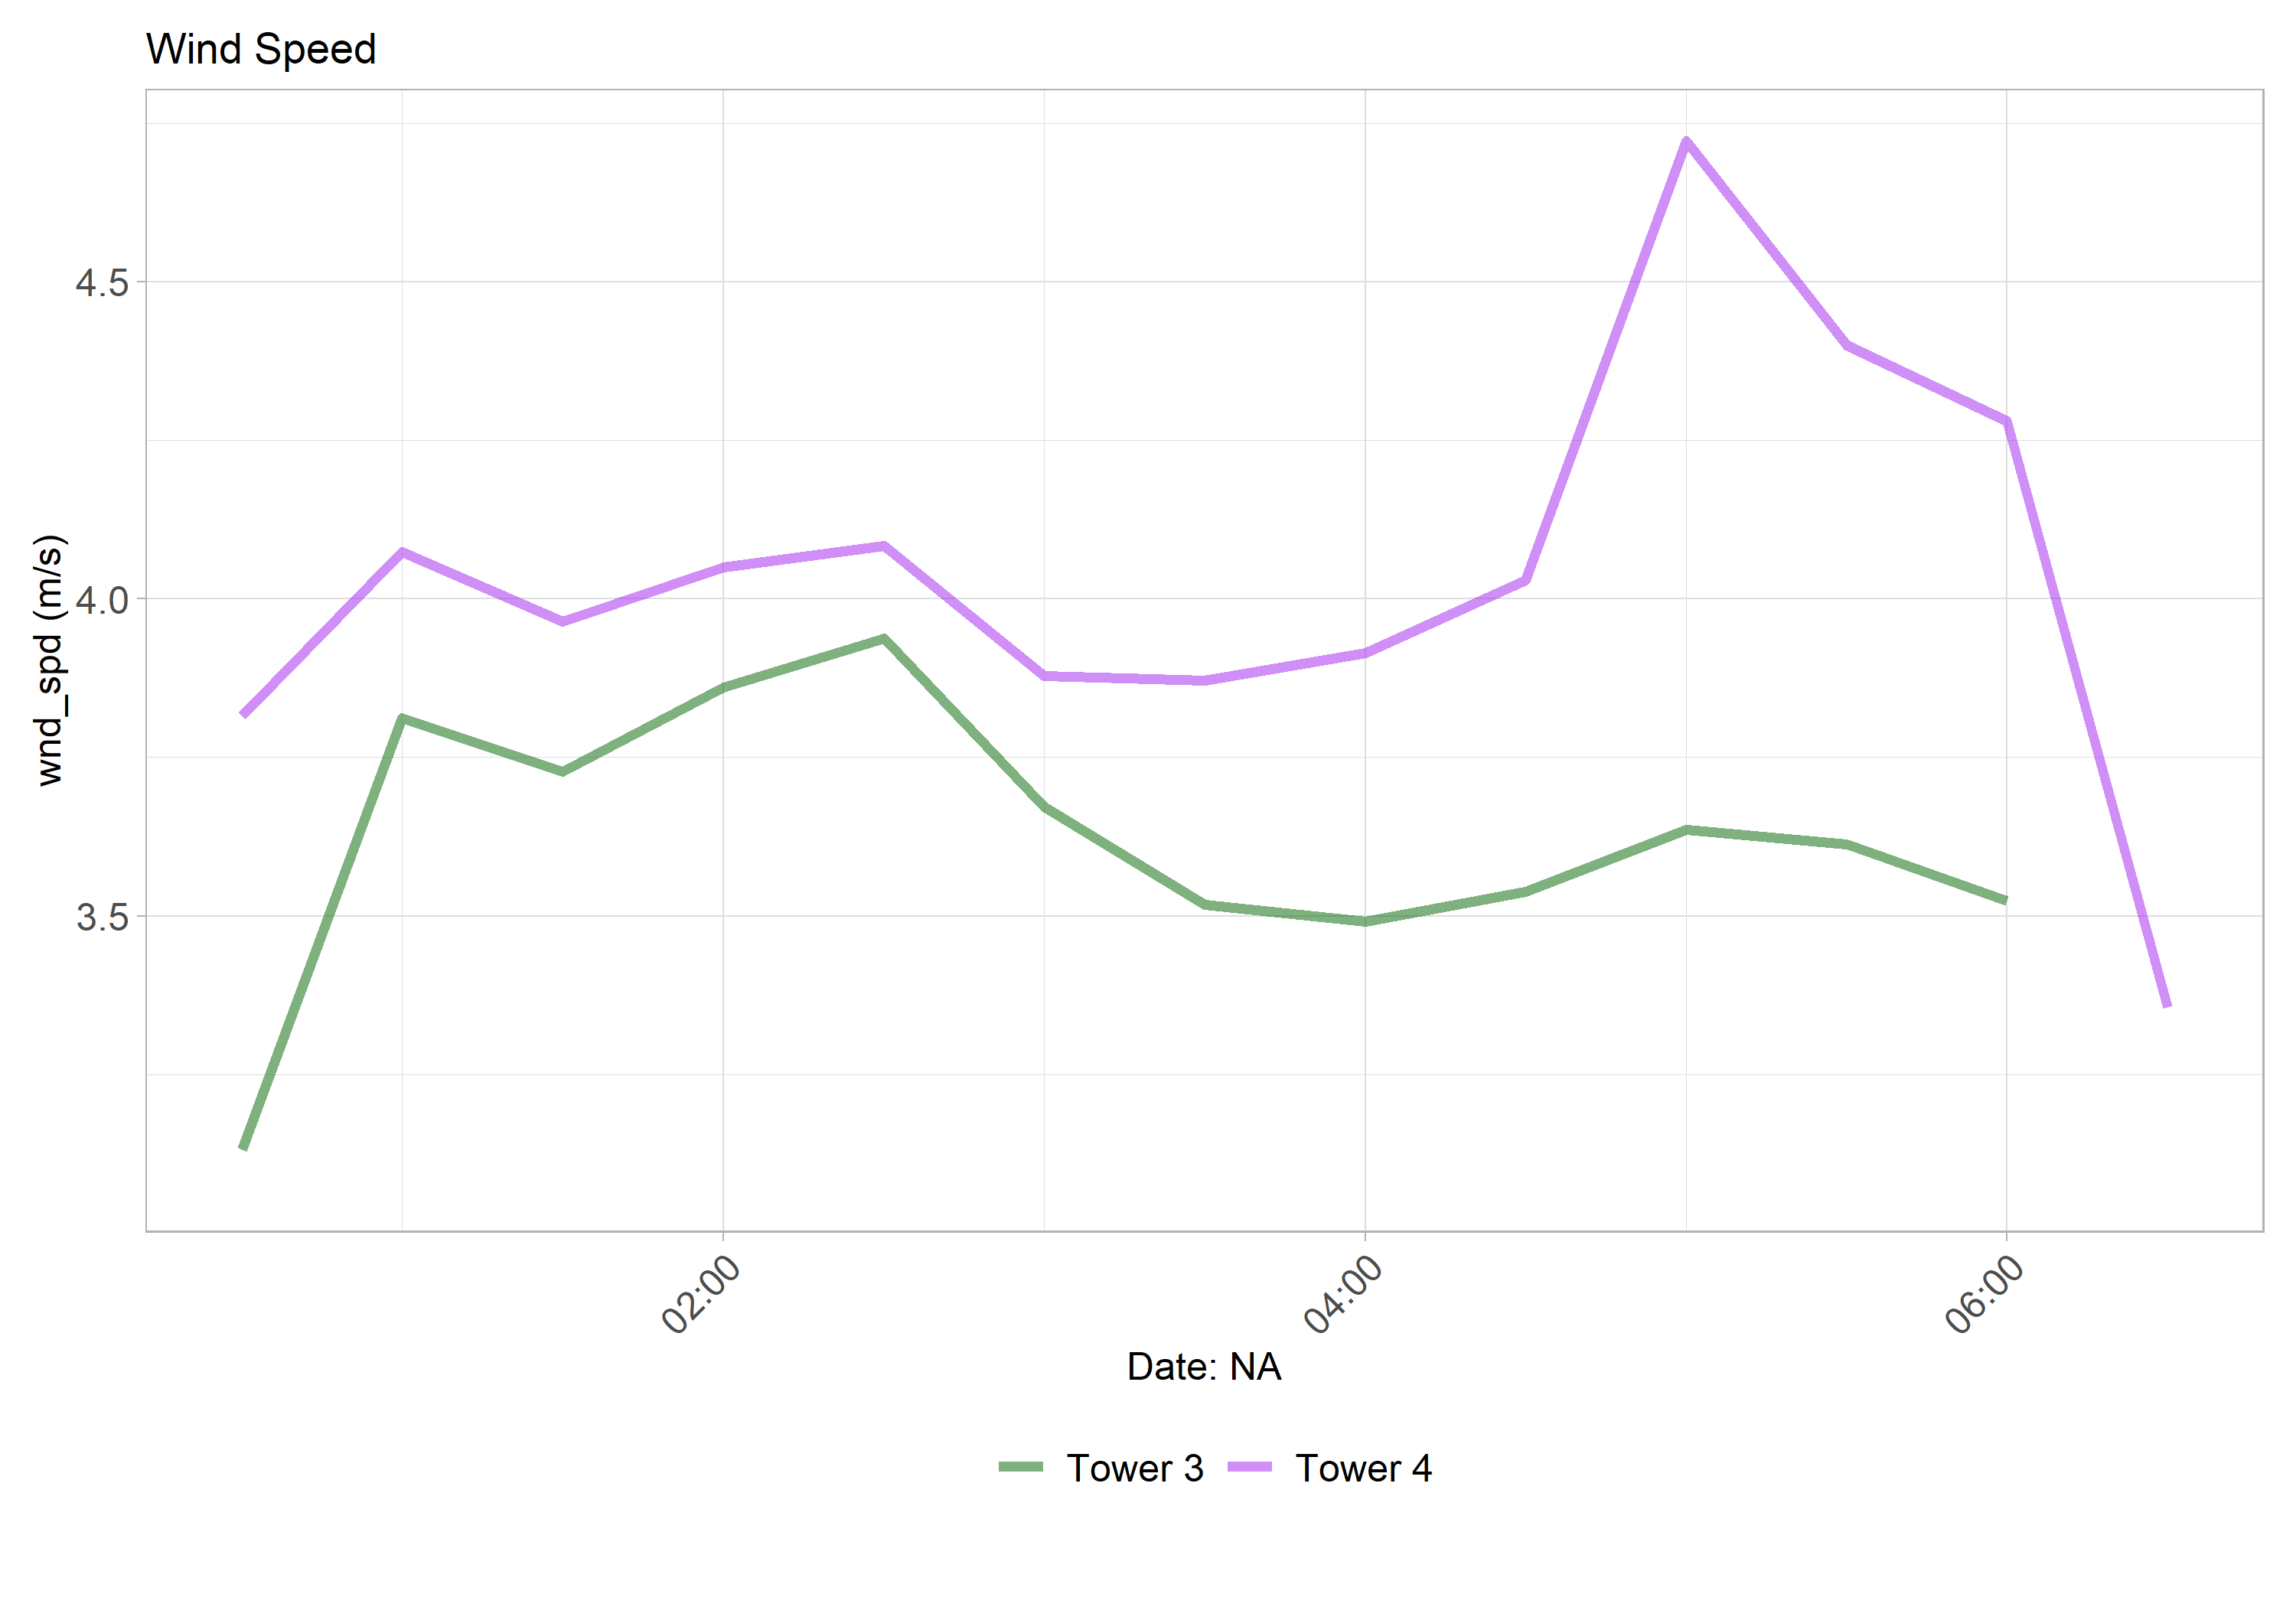 Wind Speed
wnd_spd (m/s)
4.5
4.0
3.5
02:00 04:00 06:00
Date: NA
Tower 3 Tower 4